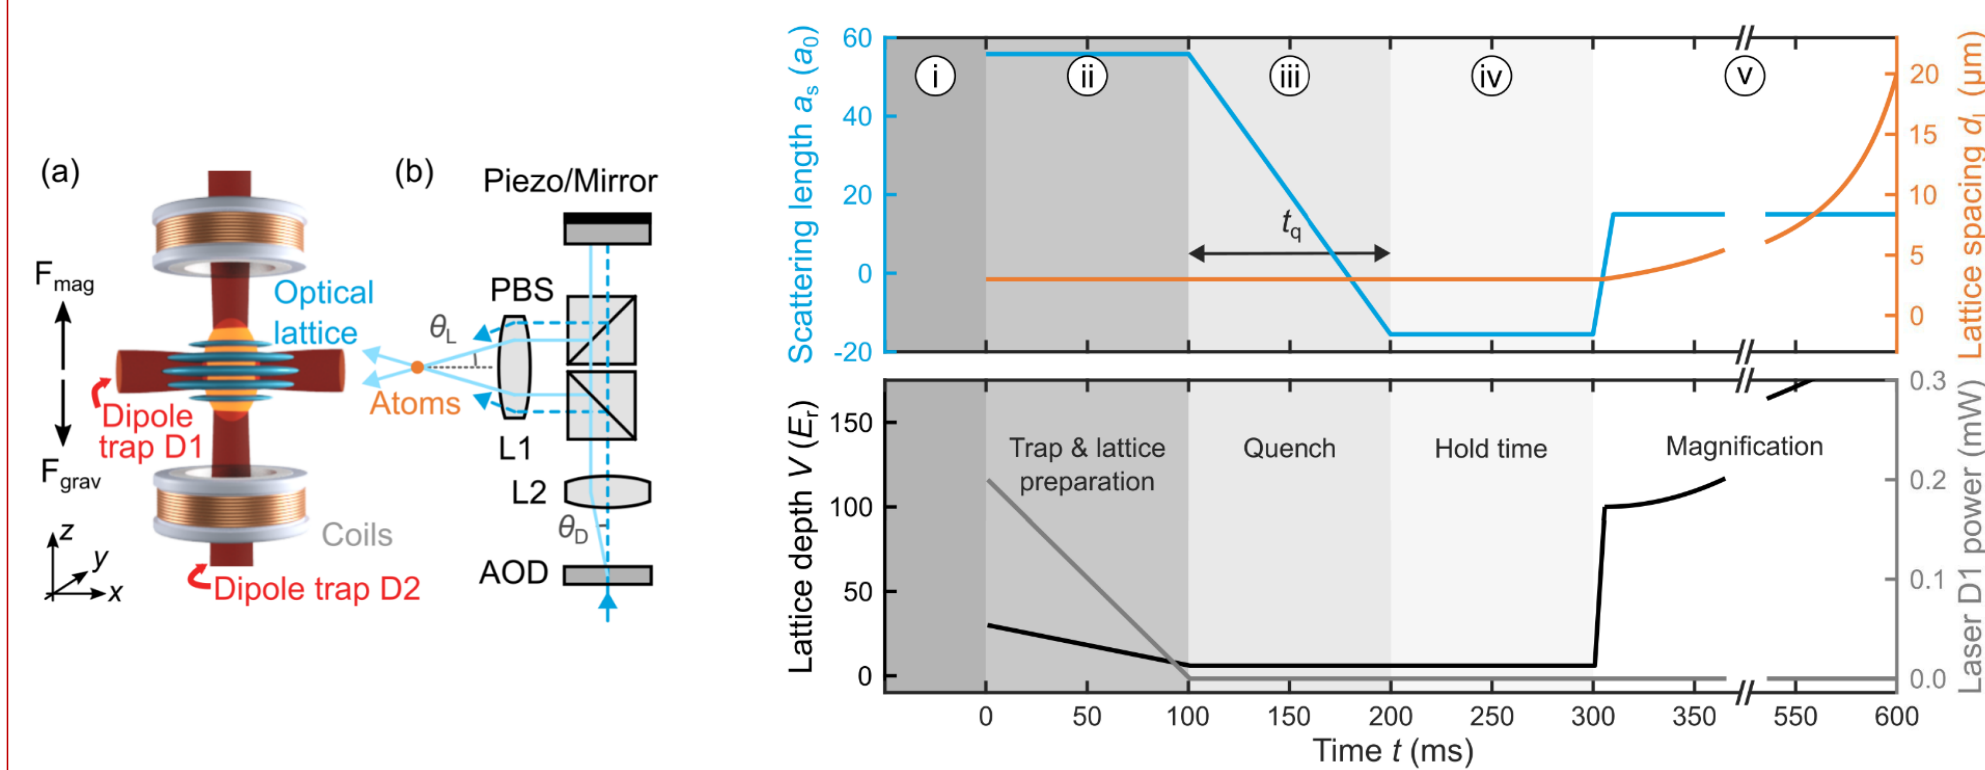 (a)
(b)
F_mag
F_grav
Optical
lattice
Dipole
trap D1
Coils
Dipole trap D2
z
y
x
Piezo/Mirror
PBS
θ_L
Atoms
L1
L2
θ_D
AOD
Scattering length a_s (a_0)
60
40
20
0
-20
i
ii
iii
iv
v
t_q
20
15
10
5
0
Lattice spacing d_l (μm)
Lattice depth V (E_r)
150
100
50
0
Trap & lattice
preparation
Quench
Hold time
Magnification
0.3
0.2
0.1
0.0
Laser D1 power (mW)
0 50 100 150 200 250 300 350 550 600
Time t (ms)